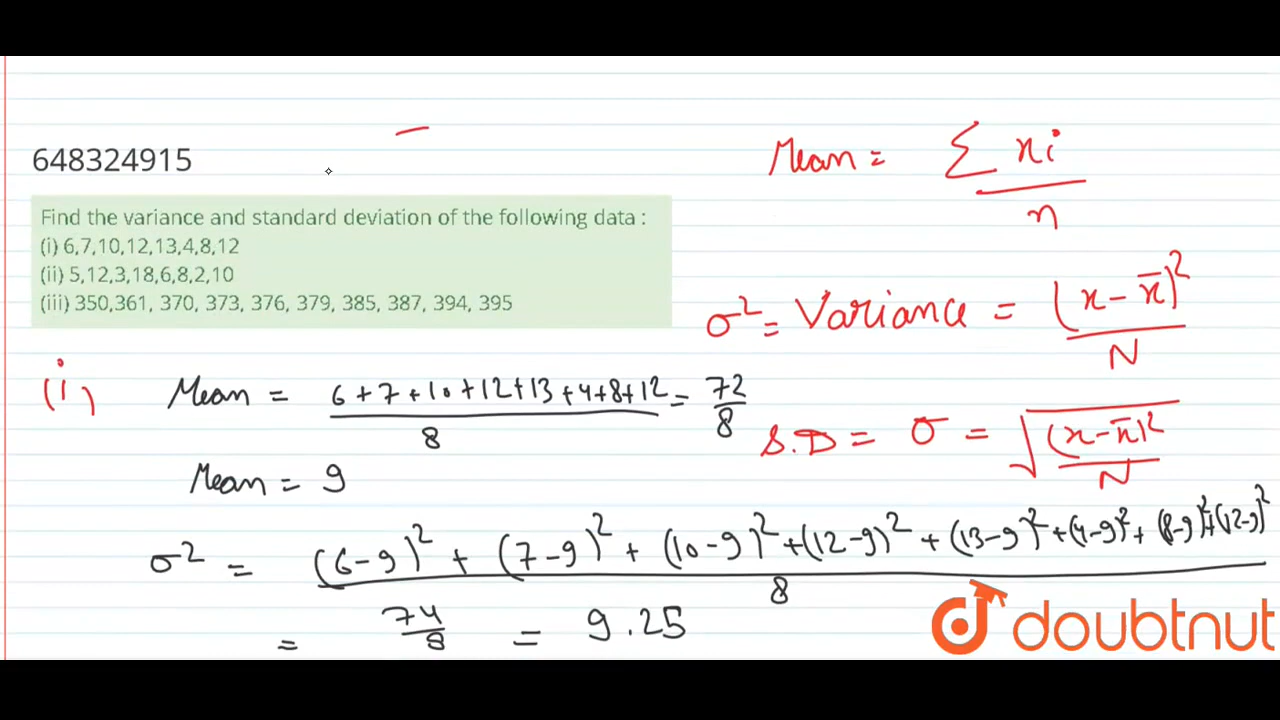 648324915
Find the variance and standard deviation of the following data :
(i) 6,7,10,12,13,4,8,12
(ii) 5,12,3,18,6,8,2,10
(iii) 350,361, 370, 373, 376, 379, 385, 387, 394, 395
Mean = Σ xi / n
σ² = Variance = (x - x̄)² / N
S.D = σ = √((x - x̄)² / N)
(i) Mean = 6 + 7 + 10 + 12 + 13 + 4 + 8 + 12 / 8 = 72 / 8
Mean = 9
σ² = (6-9)² + (7-9)² + (10-9)² + (12-9)² + (13-9)² + (4-9)² + (8-9)² + (12-9)² / 8
= 74 / 8 = 9.25
doubtnut